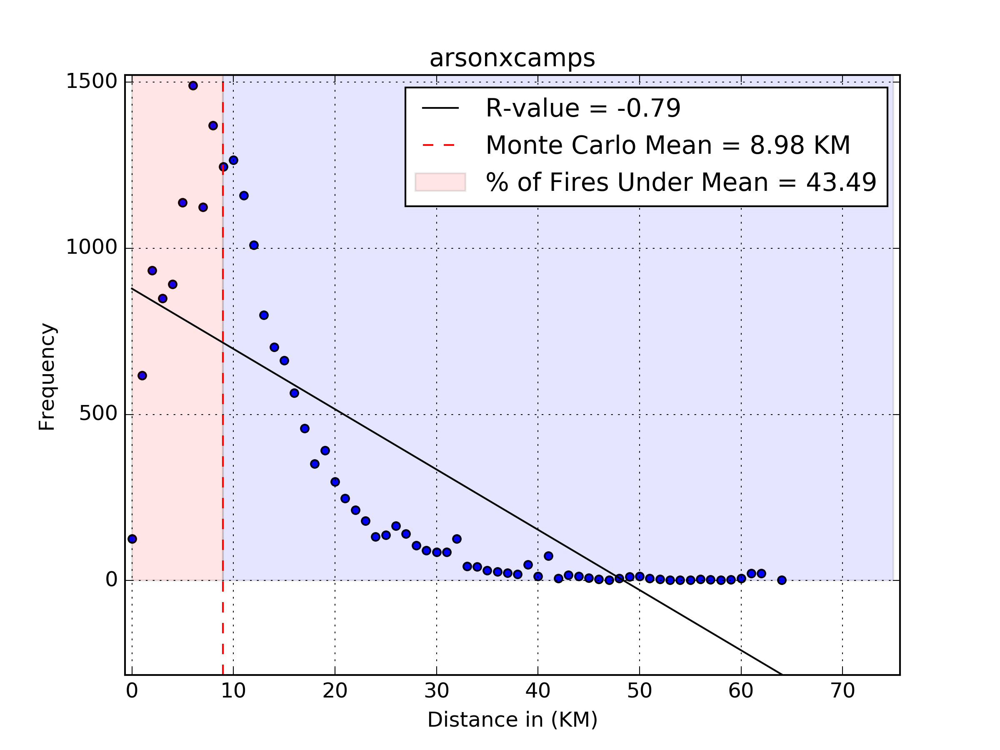 arsonxcamps
R-value = -0.79
Monte Carlo Mean = 8.98 KM
% of Fires Under Mean = 43.49
1500
1000
500
0
Frequency
0 10 20 30 40 50 60 70
Distance in (KM)